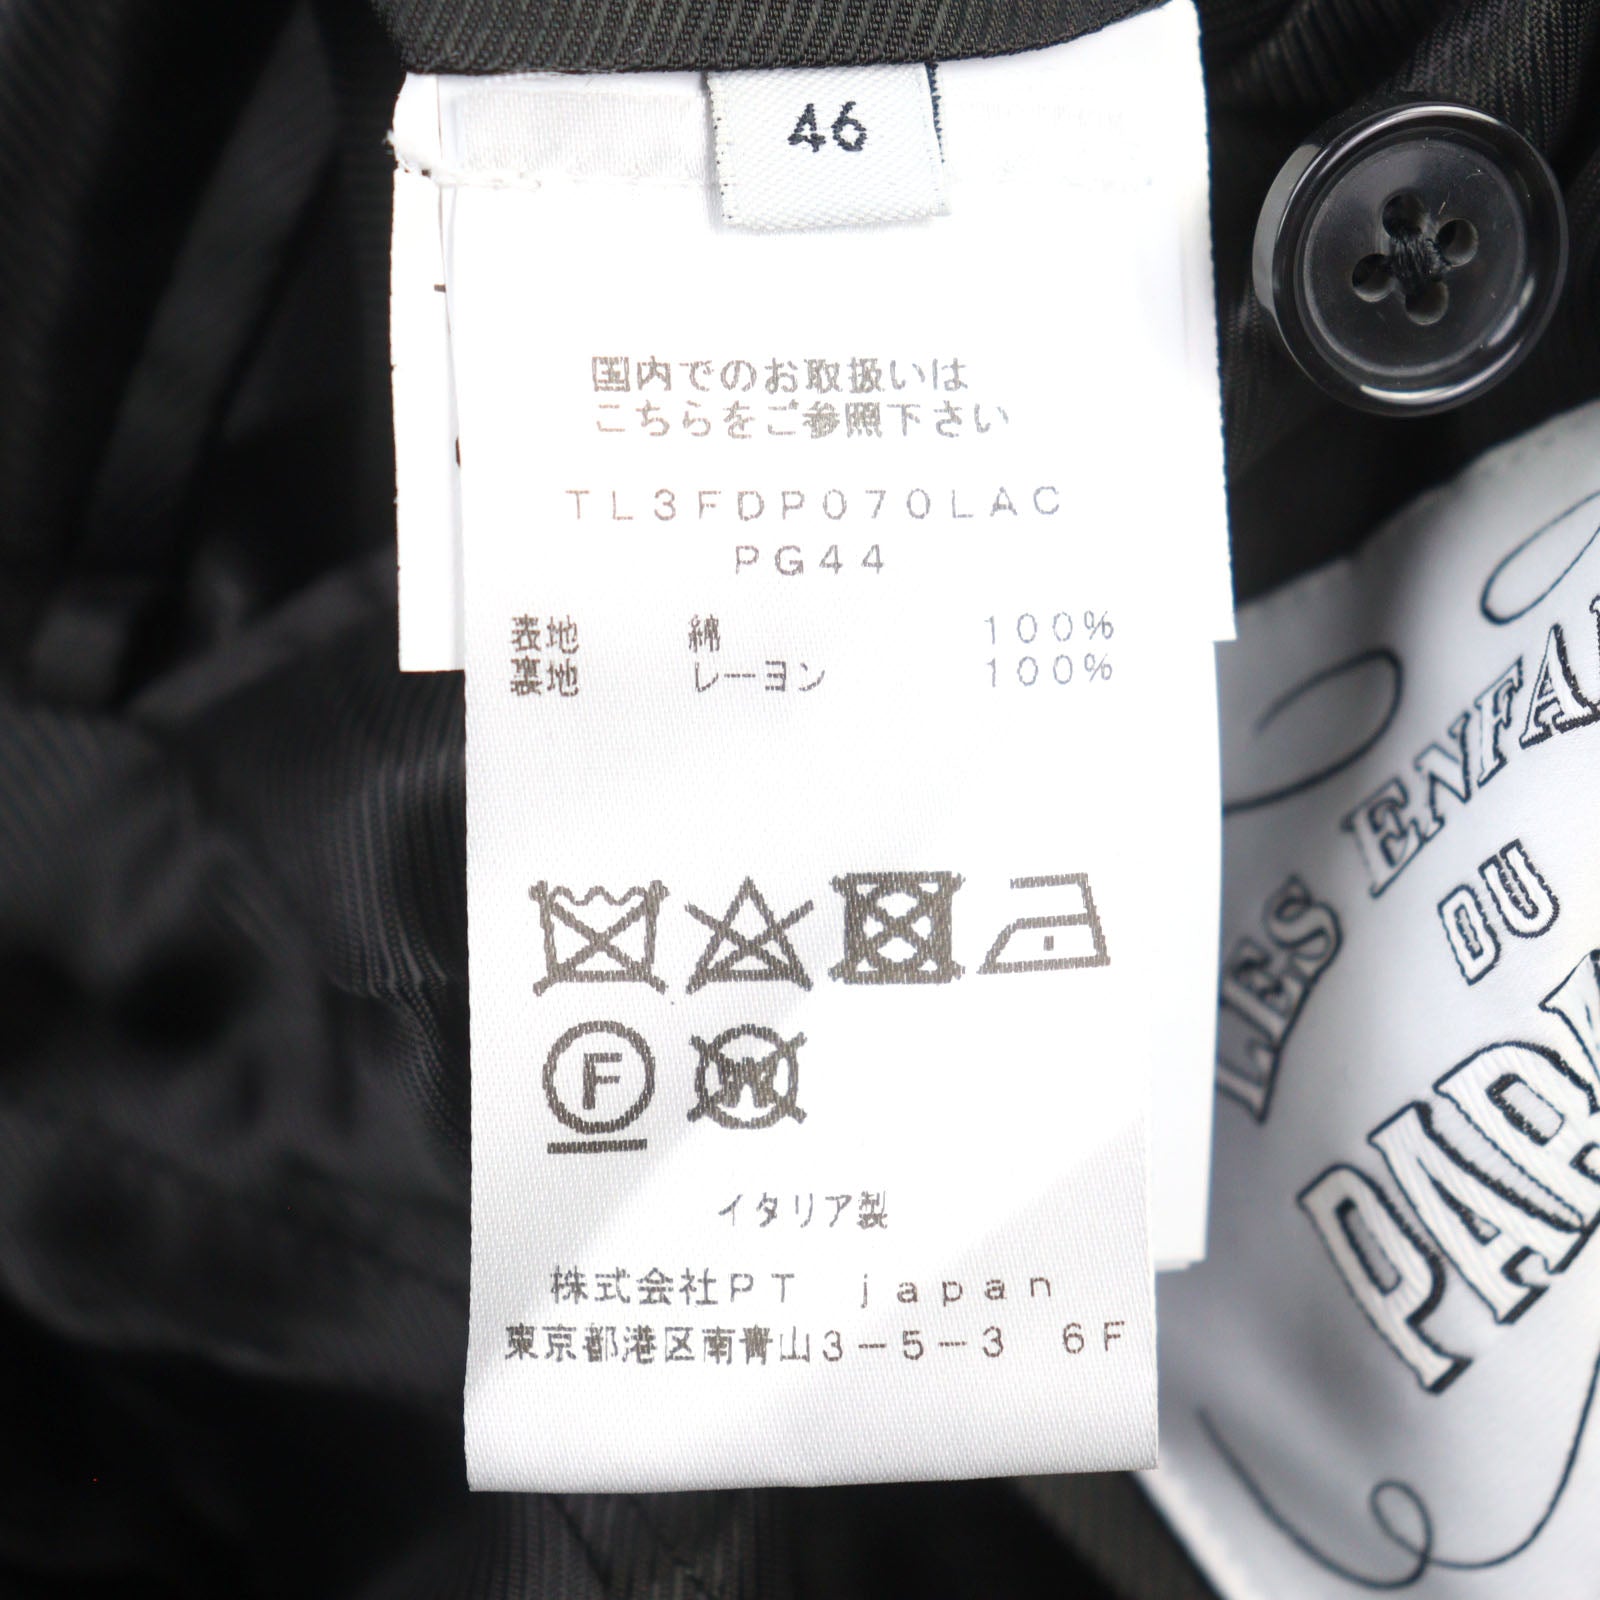 46
国内でのお取扱いは
こちらをご参照下さい
TL3FDP070LAC
PG44
表地 綿 100%
裏地 レーヨン 100%
F
W
イタリア製
株式会社PT japan
東京都港区南青山3-5-3 6F
LES ENFA
DU
PARA